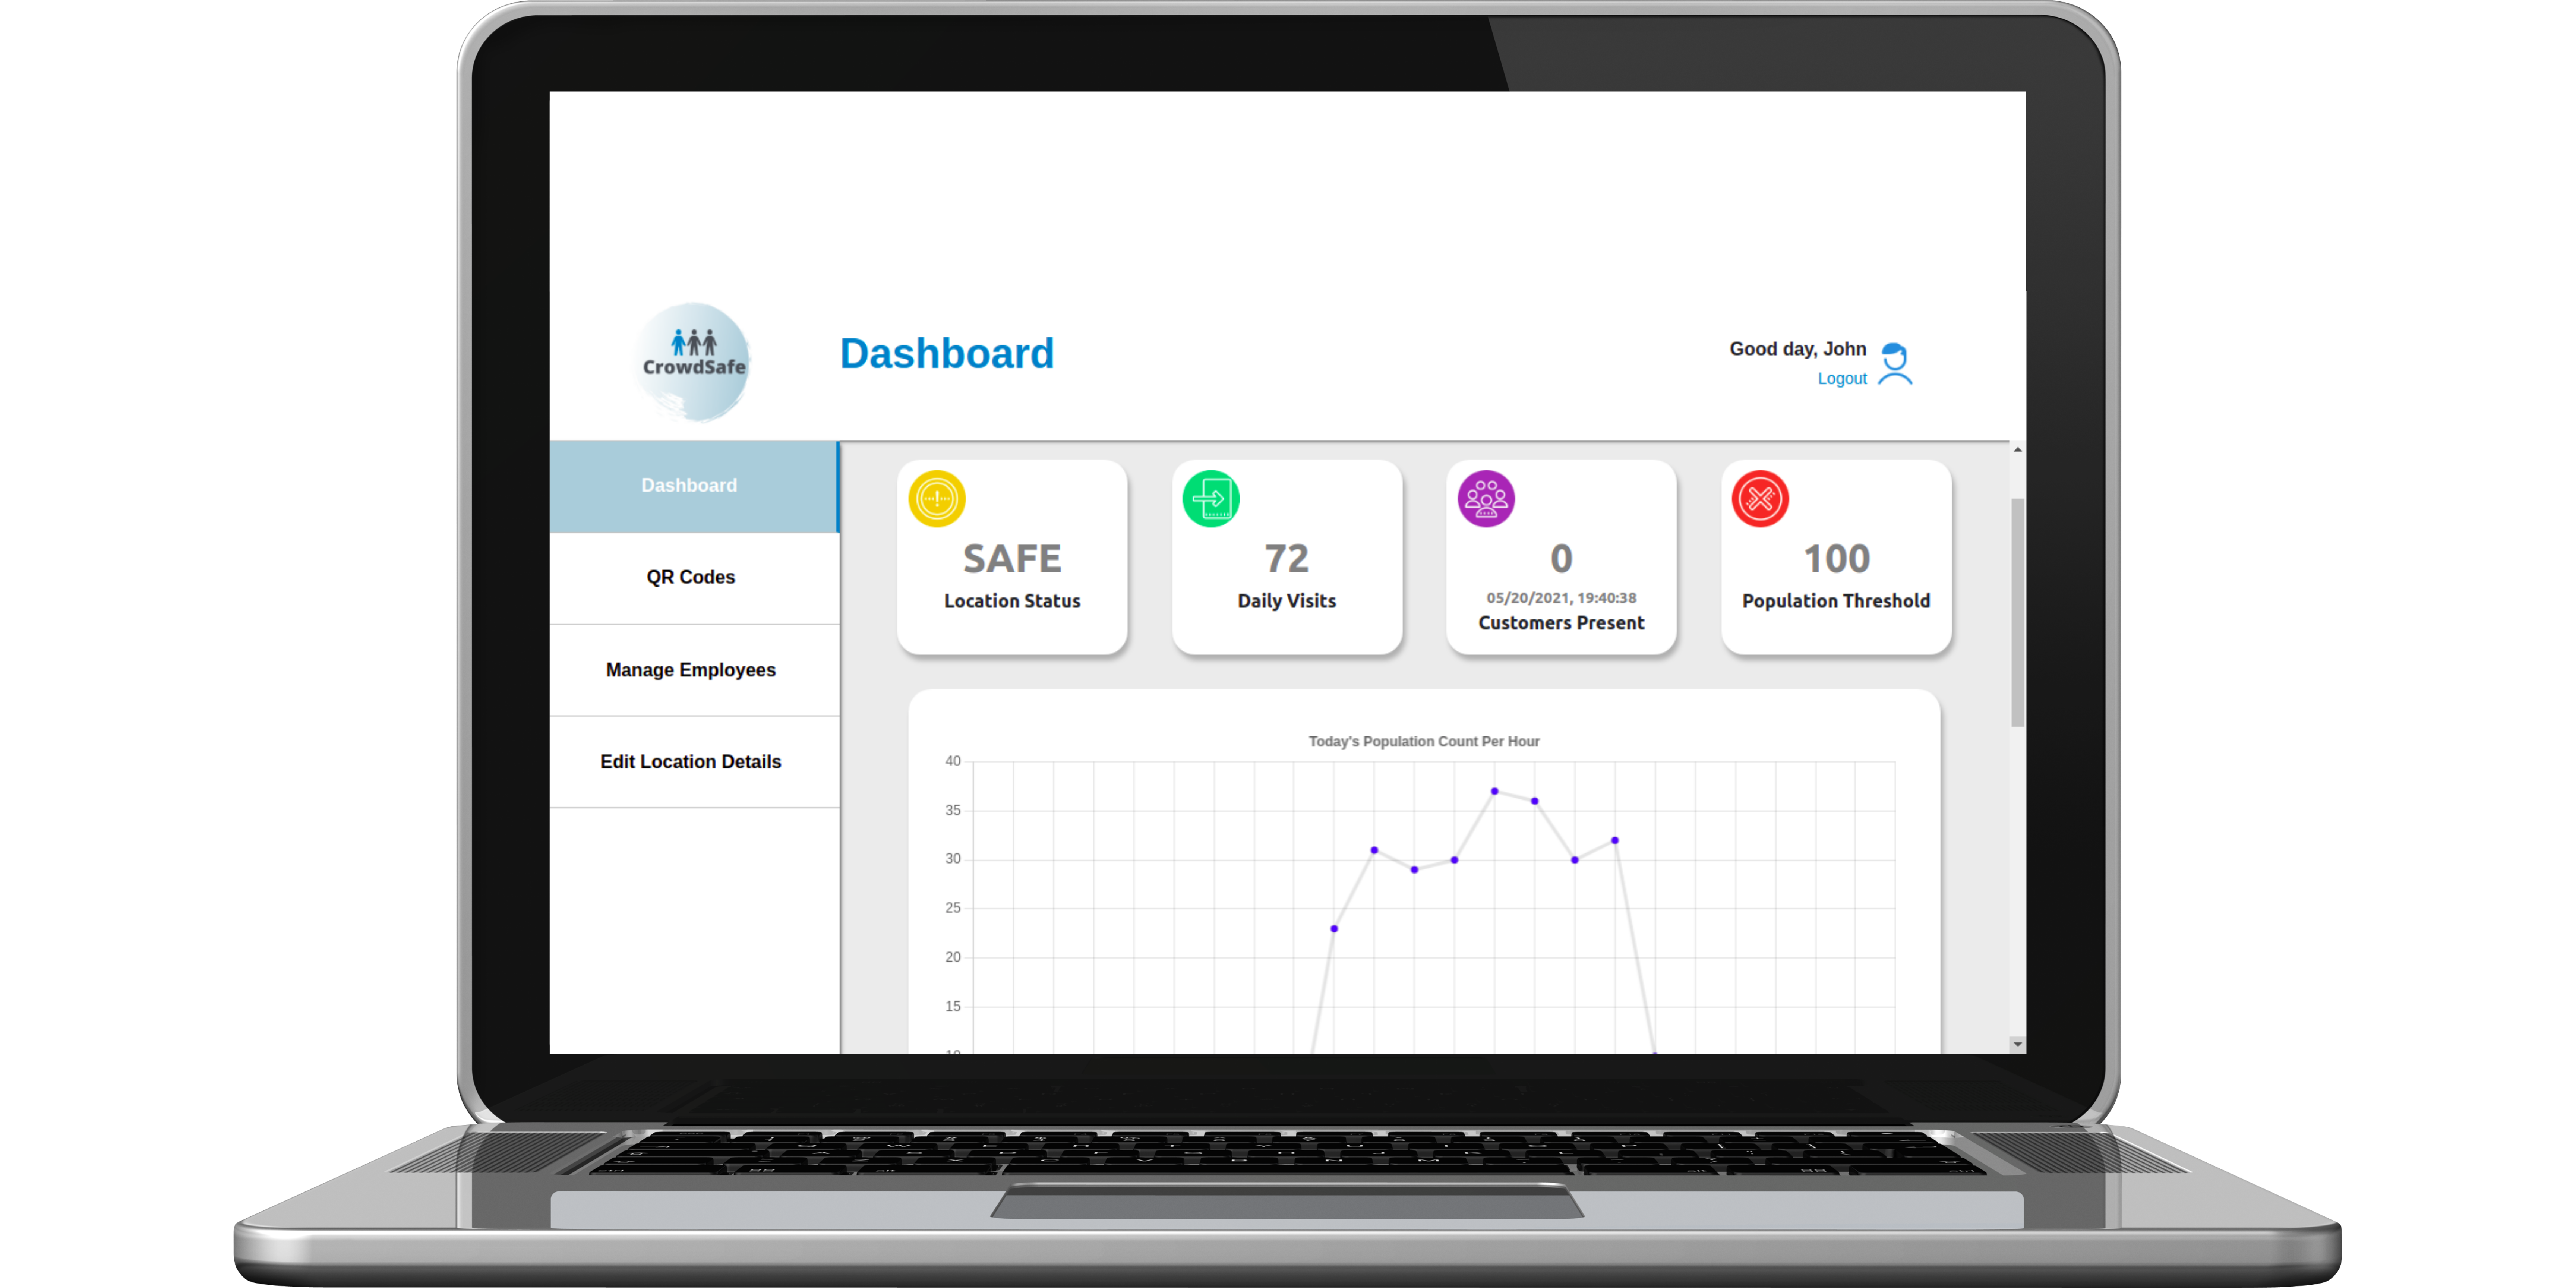 CrowdSafe
Dashboard
Good day, John
Logout
Dashboard
QR Codes
Manage Employees
Edit Location Details
SAFE
Location Status
72
Daily Visits
0
05/20/2021, 19:40:38
Customers Present
100
Population Threshold
Today's Population Count Per Hour
40
35
30
25
20
15